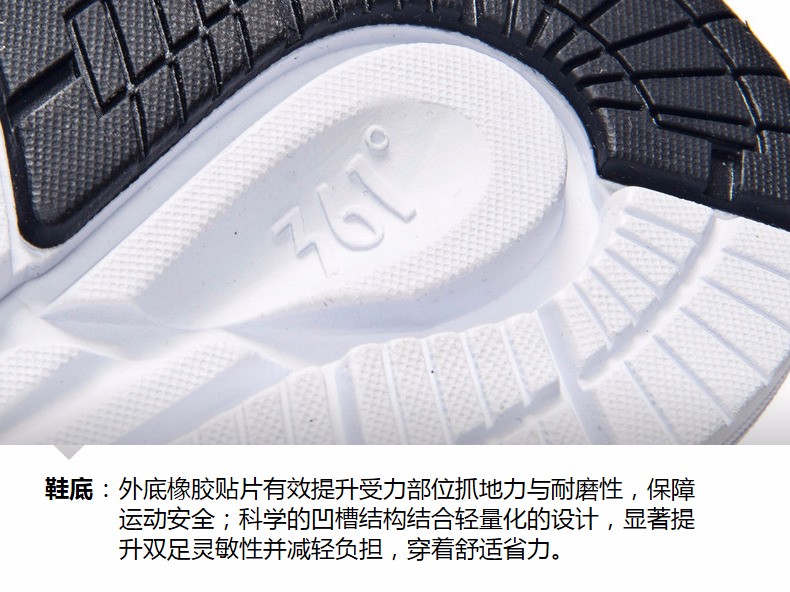 361°
鞋底：外底橡胶贴片有效提升受力部位抓地力与耐磨性，保障
运动安全；科学的凹槽结构结合轻量化的设计，显著提
升双足灵敏性并减轻负担，穿着舒适省力。